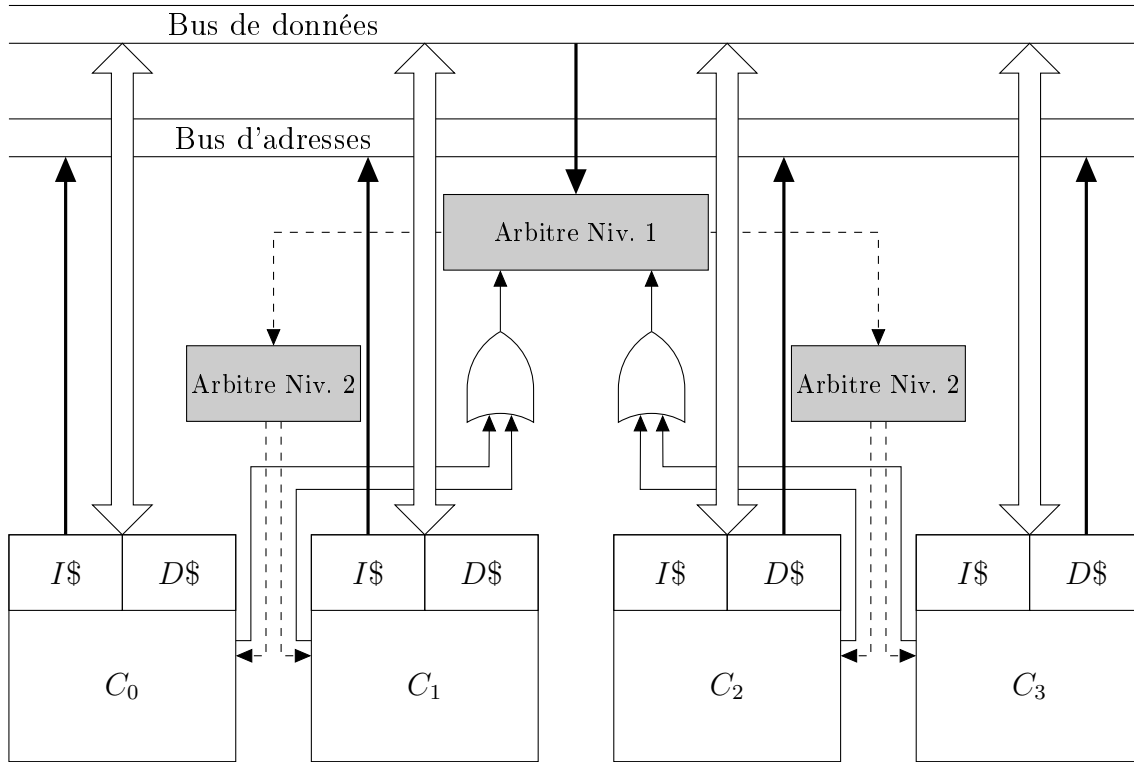 Bus de données
Bus d'adresses
Arbitre Niv. 1
Arbitre Niv. 2
Arbitre Niv. 2
I$ D$ I$ D$ I$ D$ I$ D$
C0 C1 C2 C3